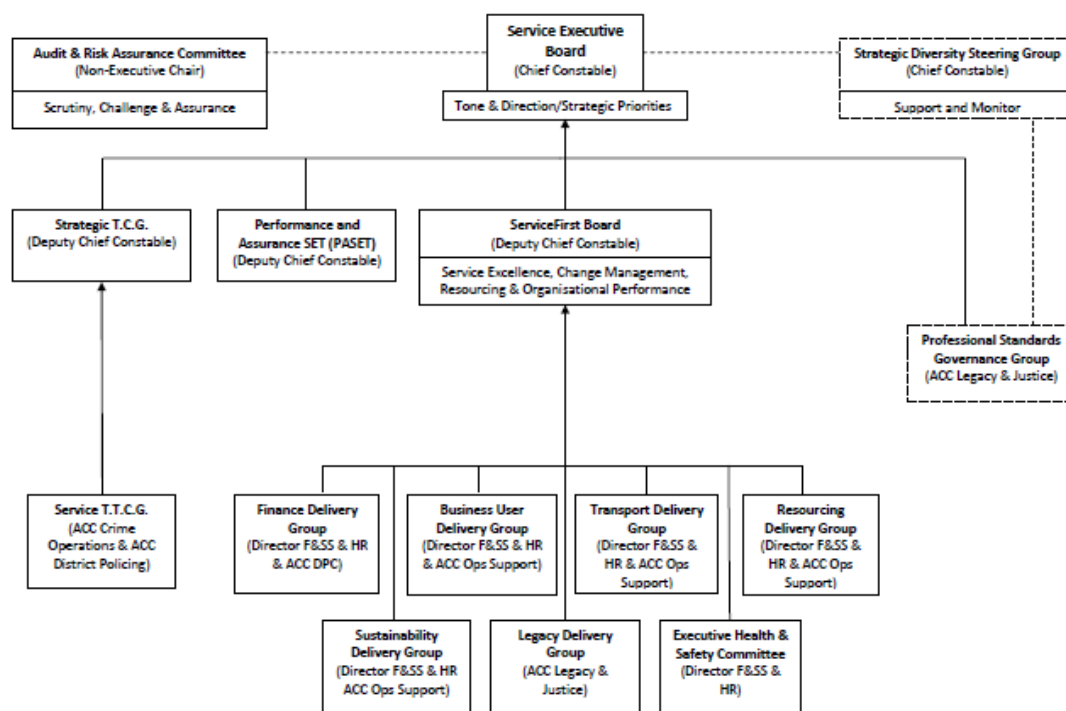 Service Executive
Board
(Chief Constable)
Tone & Direction/Strategic Priorities
Audit & Risk Assurance Committee
(Non-Executive Chair)
Scrutiny, Challenge & Assurance
Strategic Diversity Steering Group
(Chief Constable)
Support and Monitor
Strategic T.C.G.
(Deputy Chief Constable)
Performance and
Assurance SET (PASET)
(Deputy Chief Constable)
ServiceFirst Board
(Deputy Chief Constable)
Service Excellence, Change Management,
Resourcing & Organisational Performance
Professional Standards
Governance Group
(ACC Legacy & Justice)
Service T.T.C.G.
(ACC Crime
Operations & ACC
District Policing)
Finance Delivery
Group
(Director F&SS & HR
& ACC DPC)
Business User
Delivery Group
(Director F&SS & HR
& ACC Ops Support)
Transport Delivery
Group
(Director F&SS &
HR & ACC Ops
Support)
Resourcing
Delivery Group
(Director F&SS &
HR & ACC Ops
Support)
Sustainability
Delivery Group
(Director F&SS & HR
ACC Ops Support)
Legacy Delivery
Group
(ACC Legacy &
Justice)
Executive Health &
Safety Committee
(Director F&SS &
HR)